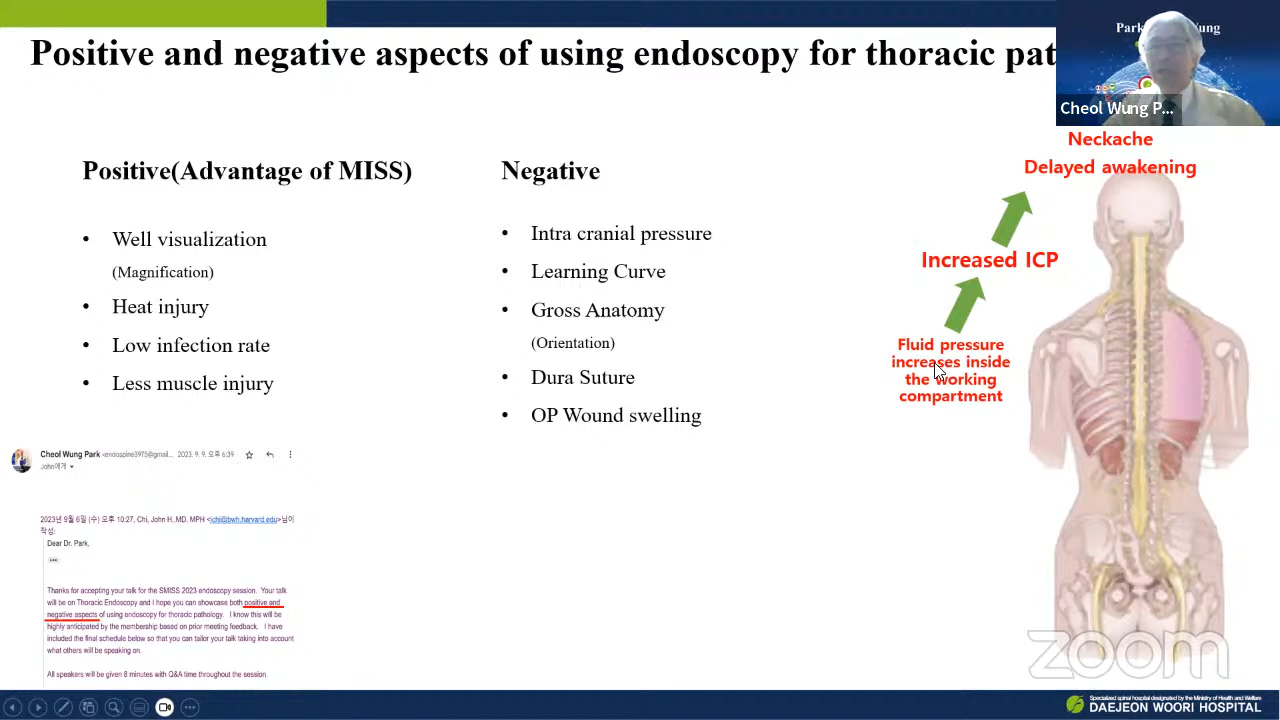 Positive and negative aspects of using endoscopy for thoracic pat
Cheol Wung P...
Positive(Advantage of MISS)
• Well visualization
(Magnification)
• Heat injury
• Low infection rate
• Less muscle injury
Negative
• Intra cranial pressure
• Learning Curve
• Gross Anatomy
(Orientation)
• Dura Suture
• OP Wound swelling
Neckache
Delayed awakening
Increased ICP
Fluid pressure
increases inside
the working
compartment
Cheol Wung Park <endospine3975@gmail... 2023. 9. 9. 오후 6:39
John에게
2023년 9월 6일 (수) 오후 10:27, Chi, John H.,MD, MPH <jchi@bwh.harvard.edu>님이
작성:
Dear Dr. Park,
Thanks for accepting your talk for the SMISS 2023 endoscopy session. Your talk
will be on Thoracic Endoscopy and I hope you can showcase both positive and
negative aspects of using endoscopy for thoracic pathology. I know this will be
highly anticipated by the membership based on prior meeting feedback. I have
included the final schedule below so that you can tailor your talk taking into account
what others will be speaking on.
All speakers will be given 8 minutes with Q&A time throughout the session.
zoom
Specialized spinal hospital designated by the Ministry of Health and Welfare
DAEJEON WOORI HOSPITAL